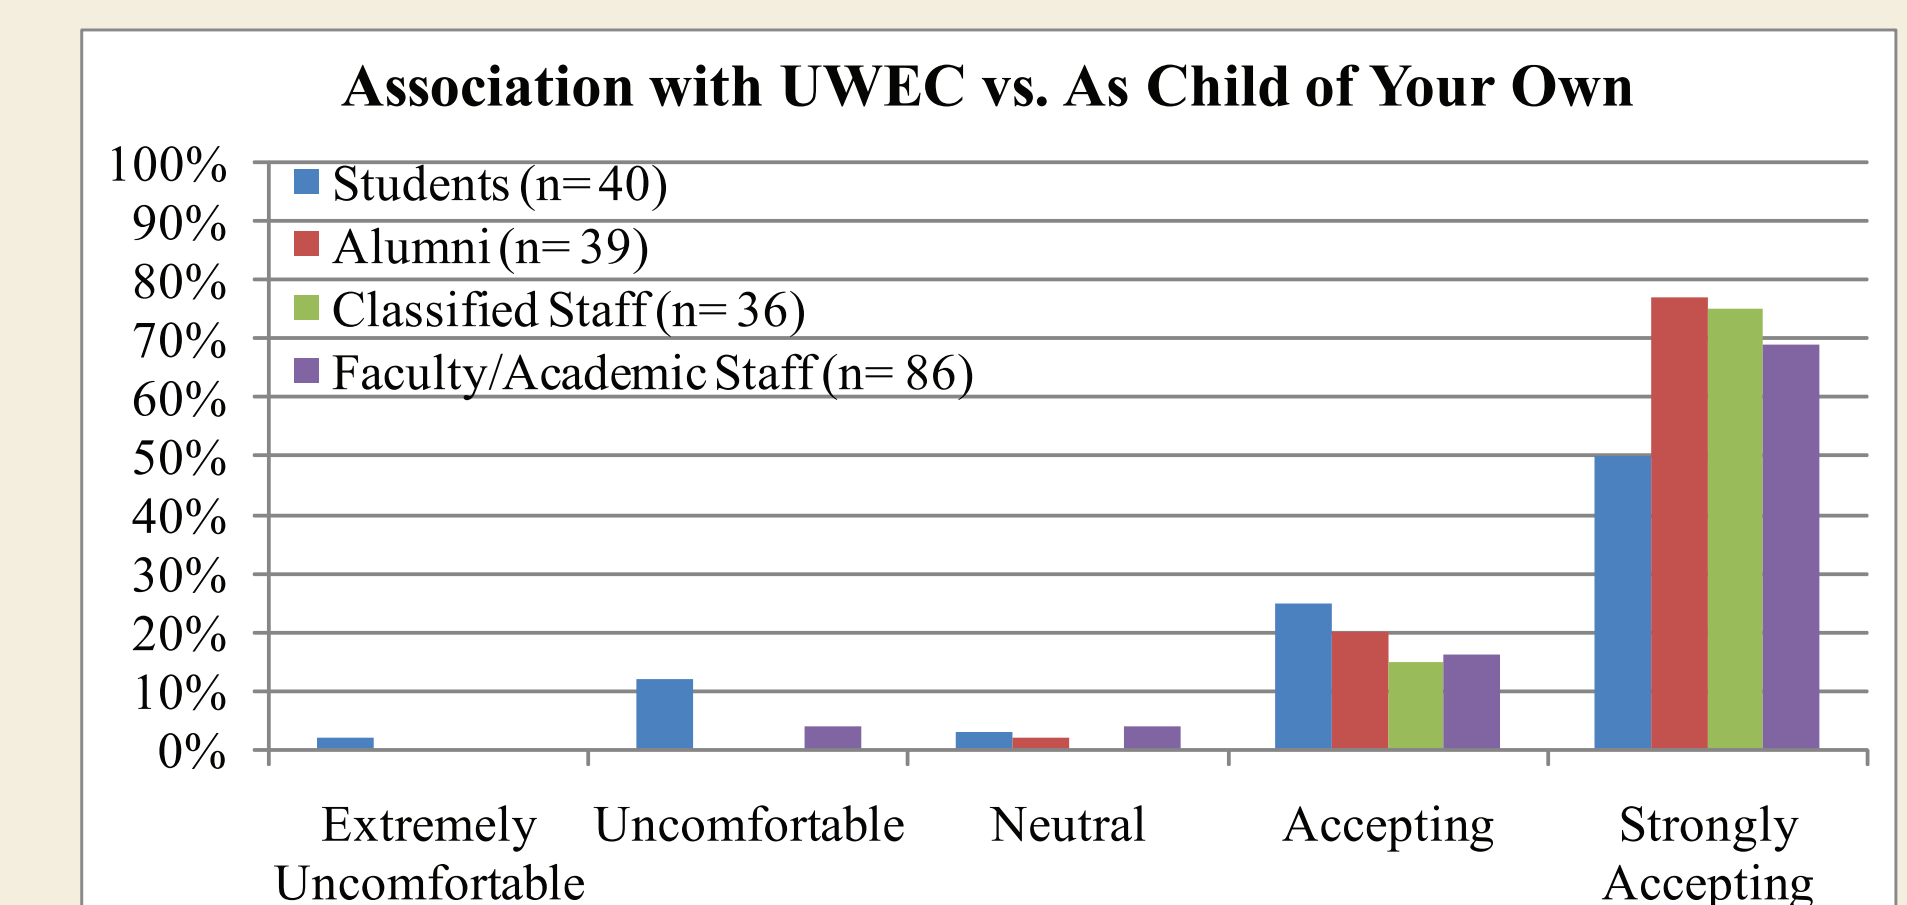 Association with UWEC vs. As Child of Your Own
100%
90%
80%
70%
60%
50%
40%
30%
20%
10%
0%
Students (n= 40)
Alumni (n= 39)
Classified Staff (n= 36)
Faculty/Academic Staff (n= 86)
Extremely
Uncomfortable
Uncomfortable
Neutral
Accepting
Strongly
Accepting